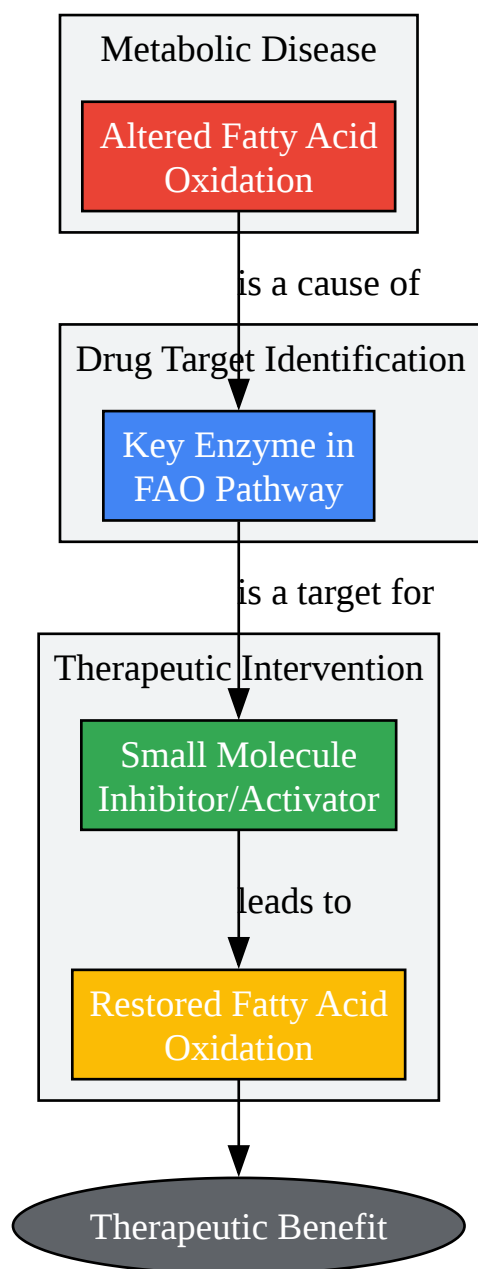 Metabolic Disease
Altered Fatty Acid
Oxidation
is a cause of
Drug Target Identification
Key Enzyme in
FAO Pathway
is a target for
Therapeutic Intervention
Small Molecule
Inhibitor/Activator
leads to
Restored Fatty Acid
Oxidation
Therapeutic Benefit